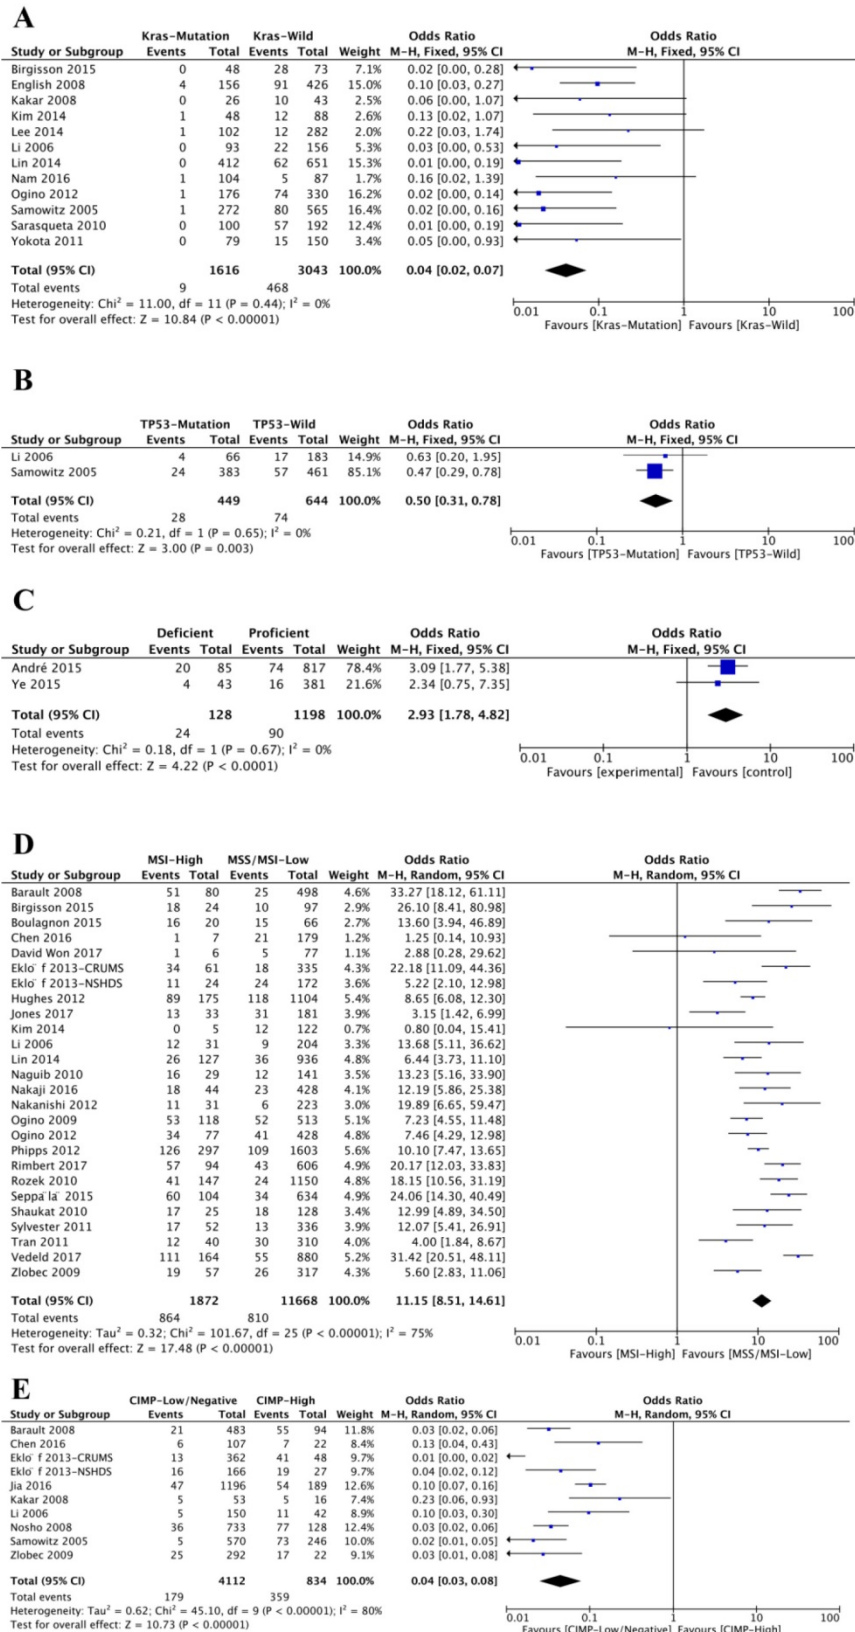 A
Kras-Mutation Kras-Wild Odds Ratio Odds Ratio
Study or Subgroup Events Total Events Total Weight M-H, Fixed, 95% CI M-H, Fixed, 95% CI
Birgisson 2015 0 48 28 73 7.1% 0.02 [0.00, 0.28]
English 2008 4 156 91 426 15.0% 0.10 [0.03, 0.27]
Kakar 2008 0 26 10 43 2.5% 0.06 [0.00, 1.07]
Kim 2014 1 48 12 88 2.6% 0.13 [0.02, 1.07]
Lee 2014 1 102 12 282 2.0% 0.22 [0.03, 1.74]
Li 2006 0 93 22 156 5.3% 0.03 [0.00, 0.53]
Lin 2014 0 412 62 651 15.3% 0.01 [0.00, 0.19]
Nam 2016 1 104 5 87 1.7% 0.16 [0.02, 1.39]
Ogino 2012 1 176 74 330 16.2% 0.02 [0.00, 0.14]
Samowitz 2005 1 272 80 565 16.4% 0.02 [0.00, 0.16]
Sarasqueta 2010 0 100 57 192 12.4% 0.01 [0.00, 0.19]
Yokota 2011 0 79 15 150 3.4% 0.05 [0.00, 0.93]
Total (95% CI) 1616 3043 100.0% 0.04 [0.02, 0.07]
Total events 9 468
Heterogeneity: Chi² = 11.00, df = 11 (P = 0.44); I² = 0%
Test for overall effect: Z = 10.84 (P < 0.00001)
0.01 0.1 1 10 100
Favours [Kras-Mutation] Favours [Kras-Wild]
B
TP53-Mutation TP53-Wild Odds Ratio Odds Ratio
Study or Subgroup Events Total Events Total Weight M-H, Fixed, 95% CI M-H, Fixed, 95% CI
Li 2006 4 66 17 183 14.9% 0.63 [0.20, 1.95]
Samowitz 2005 24 383 57 461 85.1% 0.47 [0.29, 0.78]
Total (95% CI) 449 644 100.0% 0.50 [0.31, 0.78]
Total events 28 74
Heterogeneity: Chi² = 0.21, df = 1 (P = 0.65); I² = 0%
Test for overall effect: Z = 3.00 (P = 0.003)
0.01 0.1 1 10 100
Favours [TP53-Mutation] Favours [TP53-Wild]
C
Deficient Proficient Odds Ratio Odds Ratio
Study or Subgroup Events Total Events Total Weight M-H, Fixed, 95% CI M-H, Fixed, 95% CI
André 2015 20 85 74 817 78.4% 3.09 [1.77, 5.38]
Ye 2015 4 43 16 381 21.6% 2.34 [0.75, 7.35]
Total (95% CI) 128 1198 100.0% 2.93 [1.78, 4.82]
Total events 24 90
Heterogeneity: Chi² = 0.18, df = 1 (P = 0.67); I² = 0%
Test for overall effect: Z = 4.22 (P < 0.0001)
0.01 0.1 1 10 100
Favours [experimental] Favours [control]
D
MSI-High MSS/MSI-Low Odds Ratio Odds Ratio
Study or Subgroup Events Total Events Total Weight M-H, Random, 95% CI M-H, Random, 95% CI
Barault 2008 51 80 25 498 4.6% 33.27 [18.12, 61.11]
Birgisson 2015 18 24 10 97 2.9% 26.10 [8.41, 80.98]
Boulagnon 2015 16 20 15 66 2.7% 13.60 [3.94, 46.89]
Chen 2016 1 7 21 179 1.2% 1.25 [0.14, 10.93]
David Won 2017 1 6 5 77 1.1% 2.88 [0.28, 29.62]
Eklo¨ f 2013-CRUMS 34 61 18 335 4.3% 22.18 [11.09, 44.36]
Eklo¨ f 2013-NSHDS 11 24 24 172 3.6% 5.22 [2.10, 12.98]
Hughes 2012 89 175 118 1104 5.4% 8.65 [6.08, 12.30]
Jones 2017 13 33 31 181 3.9% 3.15 [1.42, 6.99]
Kim 2014 0 5 12 122 0.7% 0.80 [0.04, 15.41]
Li 2006 12 31 9 204 3.3% 13.68 [5.11, 36.62]
Lin 2014 26 127 36 936 4.8% 6.44 [3.73, 11.10]
Naguib 2010 16 29 12 141 3.5% 13.23 [5.16, 33.90]
Nakaji 2016 18 44 23 428 4.1% 12.19 [5.86, 25.38]
Nakanishi 2012 11 31 6 223 3.0% 19.89 [6.65, 59.47]
Ogino 2009 53 118 52 513 5.0% 7.23 [4.55, 11.48]
Ogino 2012 34 77 41 428 4.8% 7.46 [4.29, 12.98]
Phipps 2012 126 297 109 1603 5.5% 10.10 [7.47, 13.65]
Rimbert 2017 57 94 43 606 4.9% 20.17 [12.03, 33.83]
Rozek 2010 41 147 24 1150 4.8% 18.15 [10.56, 31.19]
Seppa¨la¨ 2015 60 104 34 634 4.9% 24.06 [14.30, 40.49]
Shaukat 2010 17 25 18 128 3.4% 12.99 [4.89, 34.50]
Sylvester 2011 17 52 13 336 3.9% 12.07 [5.41, 26.91]
Tran 2011 12 40 30 310 4.0% 4.00 [1.84, 8.67]
Vedeld 2017 111 164 55 880 5.2% 31.42 [20.51, 48.11]
Zlobec 2009 19 57 26 317 4.3% 5.60 [2.83, 11.06]
Total (95% CI) 1872 11668 100.0% 11.15 [8.51, 14.61]
Total events 864 810
Heterogeneity: Tau² = 0.32; Chi² = 101.67, df = 25 (P < 0.00001); I² = 75%
Test for overall effect: Z = 17.48 (P < 0.00001)
0.01 0.1 1 10 100
Favours [MSI-High] Favours [MSS/MSI-Low]
E
CIMP-Low/Negative CIMP-High Odds Ratio Odds Ratio
Study or Subgroup Events Total Events Total Weight M-H, Random, 95% CI M-H, Random, 95% CI
Barault 2008 21 483 55 94 11.8% 0.03 [0.02, 0.06]
Chen 2016 6 107 7 22 8.4% 0.13 [0.04, 0.43]
Eklo¨ f 2013-CRUMS 13 362 41 48 9.7% 0.01 [0.00, 0.02]
Eklo¨ f 2013-NSHDS 16 166 19 27 9.7% 0.04 [0.02, 0.12]
Jia 2016 47 1196 54 189 12.6% 0.10 [0.07, 0.16]
Kakar 2008 5 53 5 16 7.4% 0.23 [0.06, 0.93]
Li 2006 5 150 11 42 8.9% 0.10 [0.03, 0.30]
Nosho 2008 36 733 77 128 12.4% 0.03 [0.02, 0.06]
Samowitz 2005 5 570 73 246 10.0% 0.02 [0.01, 0.05]
Zlobec 2009 25 292 17 22 9.1% 0.03 [0.01, 0.08]
Total (95% CI) 4112 834 100.0% 0.04 [0.03, 0.08]
Total events 179 359
Heterogeneity: Tau² = 0.62; Chi² = 45.10, df = 9 (P < 0.00001); I² = 80%
Test for overall effect: Z = 10.73 (P < 0.00001)
0.01 0.1 1 10 100
Favours [CIMP-Low/Negative] Favours [CIMP-High]